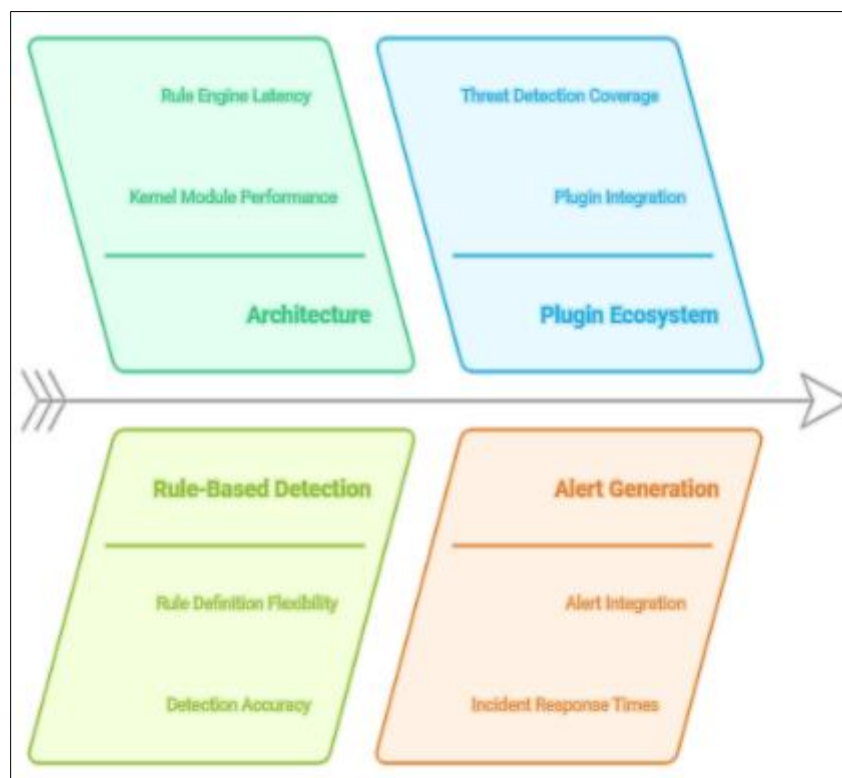 Rule Engine Latency
Threat Detection Coverage
Kernel Module Performance
Plugin Integration
Architecture
Plugin Ecosystem
Rule-Based Detection
Alert Generation
Rule Definition Flexibility
Alert Integration
Detection Accuracy
Incident Response Times